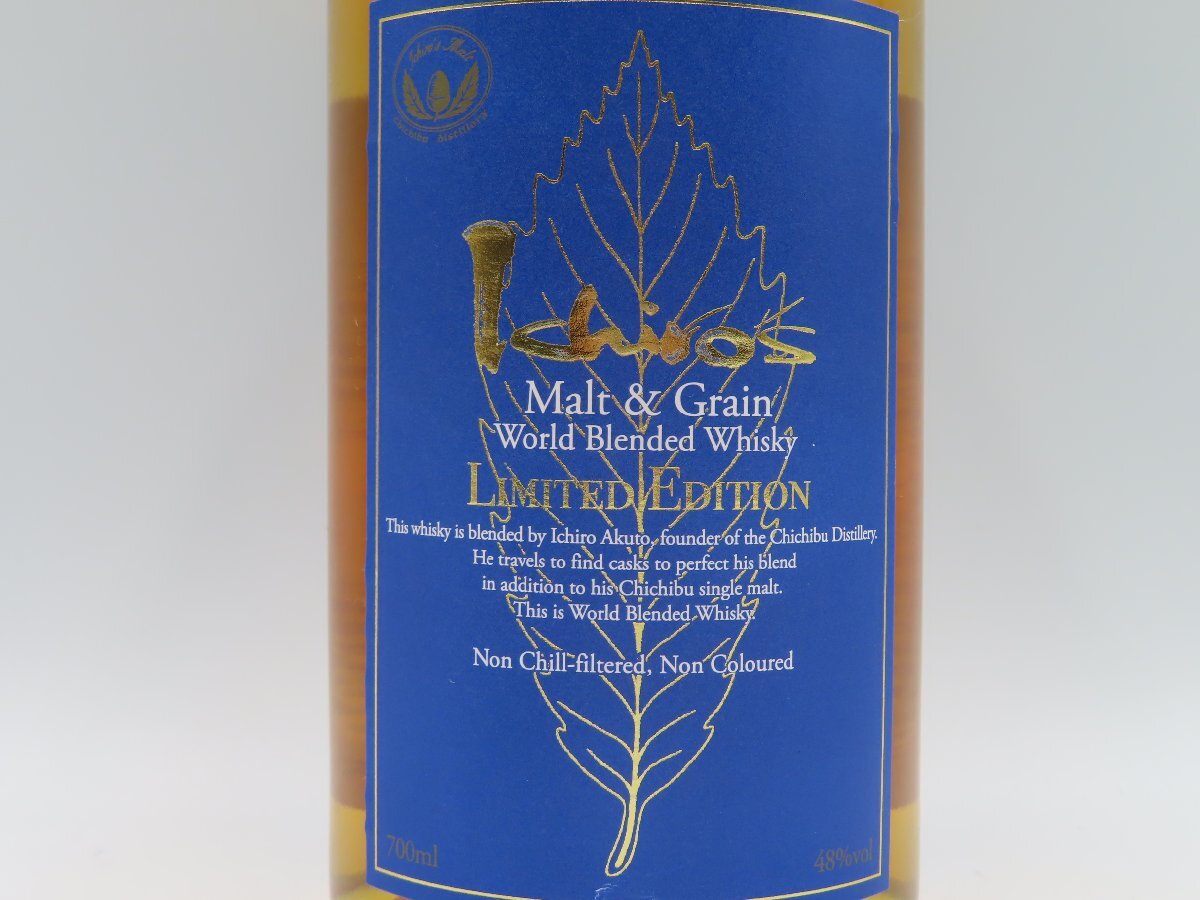 Ichiro's Malt
Chichibu Distillery
Ichiro's
Malt & Grain
World Blended Whisky
LIMITED EDITION
This whisky is blended by Ichiro Akuto, founder of the Chichibu Distillery.
He travels to find casks to perfect his blend
in addition to his Chichibu single malt.
This is World Blended Whisky.
Non Chill-filtered, Non Coloured
700ml
48%vol